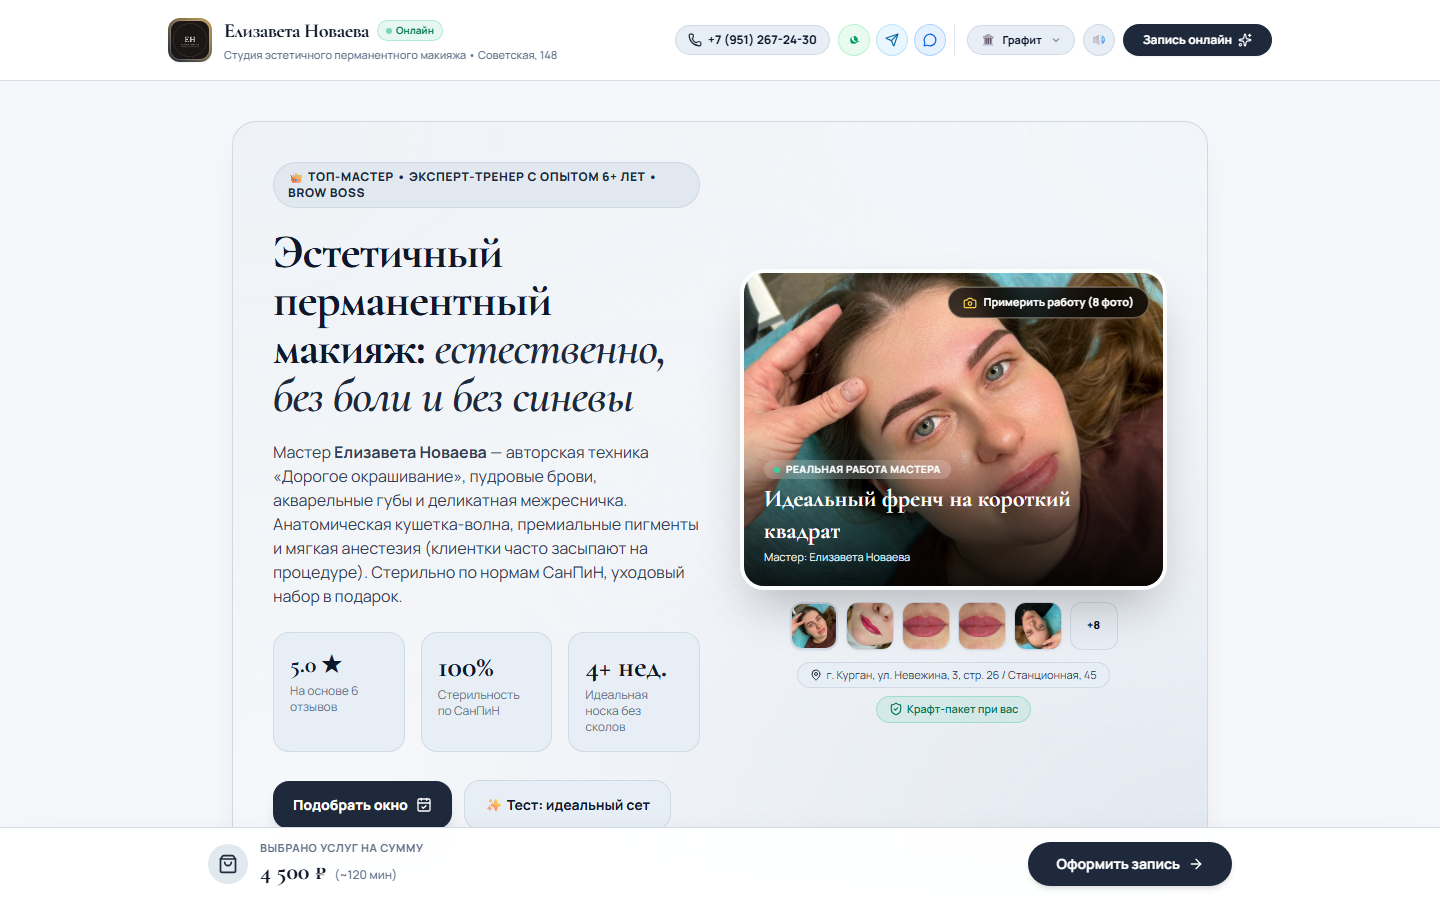 Елизавета Новаева
Онлайн
Студия эстетичного перманентного макияжа • Советская, 148
+7 (951) 267-24-30
Графит
Запись онлайн
ЕН
ТОП-МАСТЕР • ЭКСПЕРТ-ТРЕНЕР С ОПЫТОМ 6+ ЛЕТ •
BROW BOSS
Эстетичный
перманентный
макияж: естественно,
без боли и без синевы
Мастер Елизавета Новаева — авторская техника
«Дорогое окрашивание», пудровые брови,
акварельные губы и деликатная межресничка.
Анатомическая кушетка-волна, премиальные пигменты
и мягкая анестезия (клиентки часто засыпают на
процедуре). Стерильно по нормам СанПиН, уходовый
набор в подарок.
5.0 ★
На основе 6
отзывов
100%
Стерильность
по СанПиН
4+ нед.
Идеальная
носка без
сколов
Подобрать окно
Тест: идеальный сет
Примерить работу (8 фото)
РЕАЛЬНАЯ РАБОТА МАСТЕРА
Идеальный френч на короткий
квадрат
Мастер: Елизавета Новаева
+8
г. Курган, ул. Невежина, 3, стр. 26 / Станционная, 45
Крафт-пакет при вас
ВЫБРАНО УСЛУГ НА СУММУ
4 500 ₽ (~120 мин)
Оформить запись